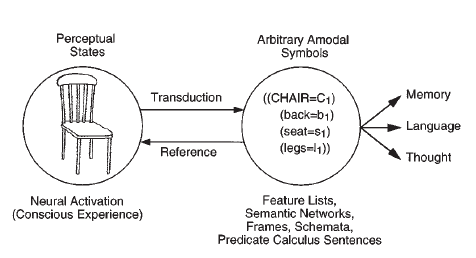 Perceptual
States
Arbitrary Amodal
Symbols
Transduction
Reference
((CHAIR=C1)
(back=b1)
(seat=s1)
(legs=l1))
Memory
Language
Thought
Neural Activation
(Conscious Experience)
Feature Lists,
Semantic Networks,
Frames, Schemata,
Predicate Calculus Sentences